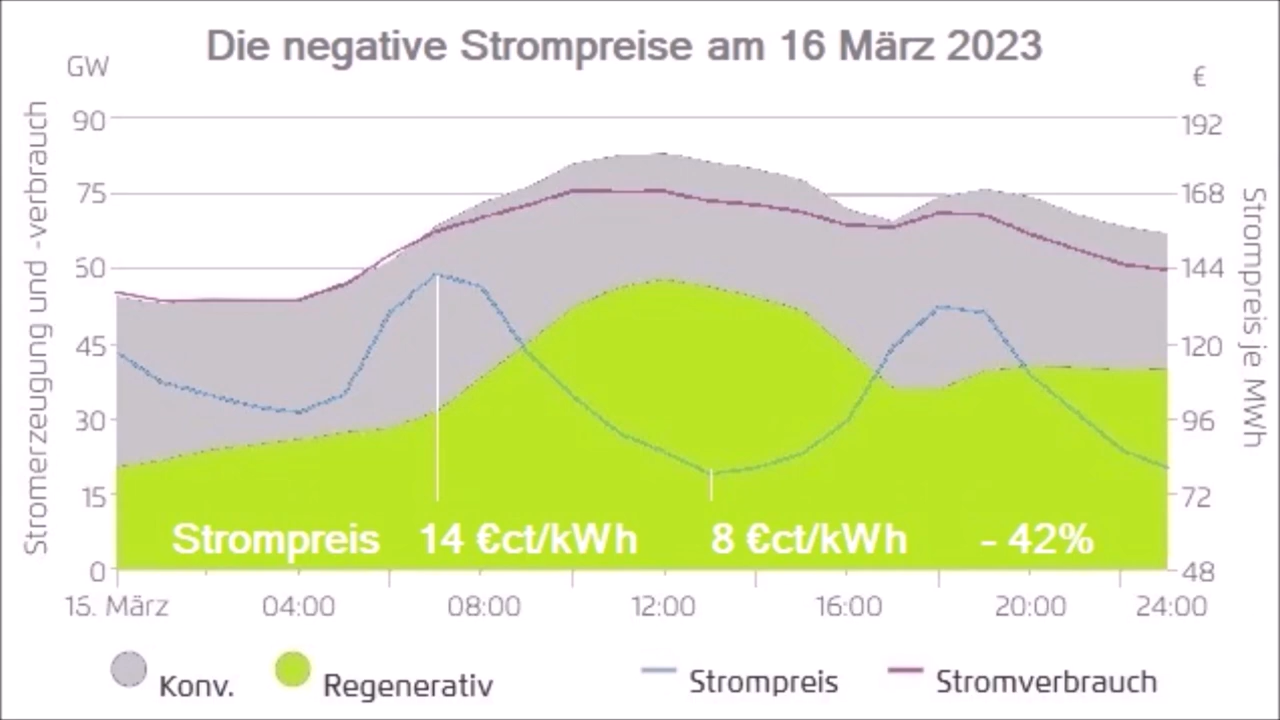 Die negative Strompreise am 16 März 2023
GW
€
Stromerzeugung und -verbrauch
Strompreis je MWh
90
75
50
45
30
15
0
192
168
144
120
96
72
48
Strompreis 14 €ct/kWh 8 €ct/kWh - 42%
15. März 04:00 08:00 12:00 16:00 20:00 24:00
Konv. Regenerativ Strompreis Stromverbrauch